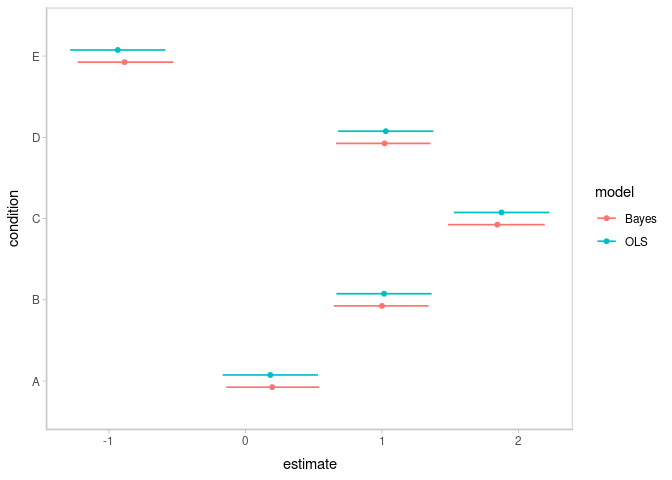 E
D
C
B
A
condition
-1 0 1 2
estimate
model
Bayes
OLS